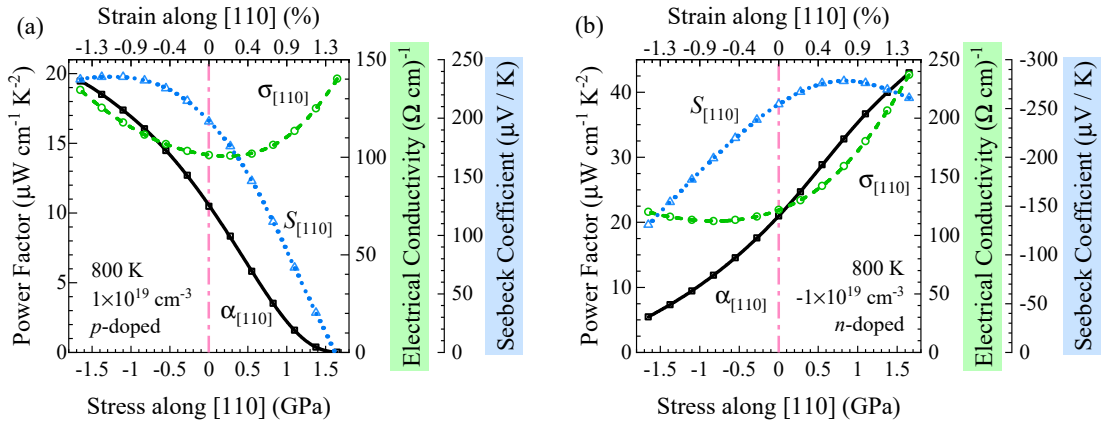 (a)
Strain along [110] (%)
-1.3 -0.9 -0.4 0 0.4 0.9 1.3
Power Factor (μW cm⁻¹ K⁻²)
20
15
10
5
0
σ[110]
S[110]
α[110]
800 K
1×10¹⁹ cm⁻³
p-doped
-1.5 -1 -0.5 0 0.5 1 1.5
Stress along [110] (GPa)
150
100
50
0
Electrical Conductivity (Ω cm)⁻¹
250
200
150
100
50
0
Seebeck Coefficient (μV / K)
(b)
Strain along [110] (%)
-1.3 -0.9 -0.4 0 0.4 0.9 1.3
Power Factor (μW cm⁻¹ K⁻²)
40
30
20
10
0
S[110]
σ[110]
α[110]
800 K
-1×10¹⁹ cm⁻³
n-doped
-1.5 -1 -0.5 0 0.5 1 1.5
Stress along [110] (GPa)
250
200
150
100
50
0
Electrical Conductivity (Ω cm)⁻¹
-300
-250
-200
-150
-100
-50
0
Seebeck Coefficient (μV / K)